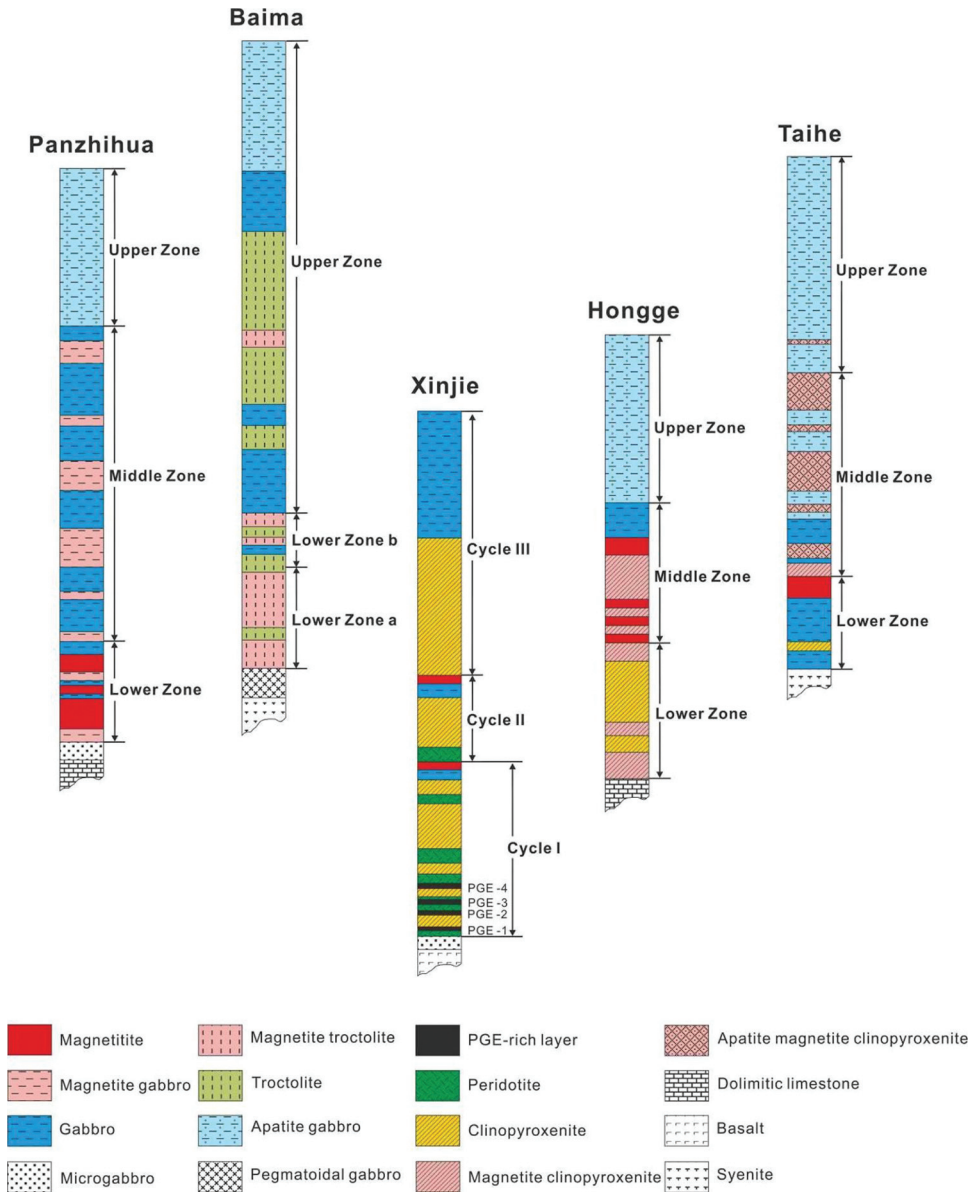 Baima
Panzhihua
Taihe
Upper Zone
Upper Zone
Upper Zone
Hongge
Xinjie
Upper Zone
Middle Zone
Middle Zone
Lower Zone b
Cycle III
Middle Zone
Lower Zone a
Lower Zone
Lower Zone
Cycle II
Lower Zone
Cycle I
PGE -4
PGE -3
PGE -2
PGE -1
Magnetitite
Magnetite troctolite
PGE-rich layer
Apatite magnetite clinopyroxenite
Magnetite gabbro
Troctolite
Peridotite
Dolimitic limestone
Gabbro
Apatite gabbro
Clinopyroxenite
Basalt
Microgabbro
Pegmatoidal gabbro
Magnetite clinopyroxenite
Syenite